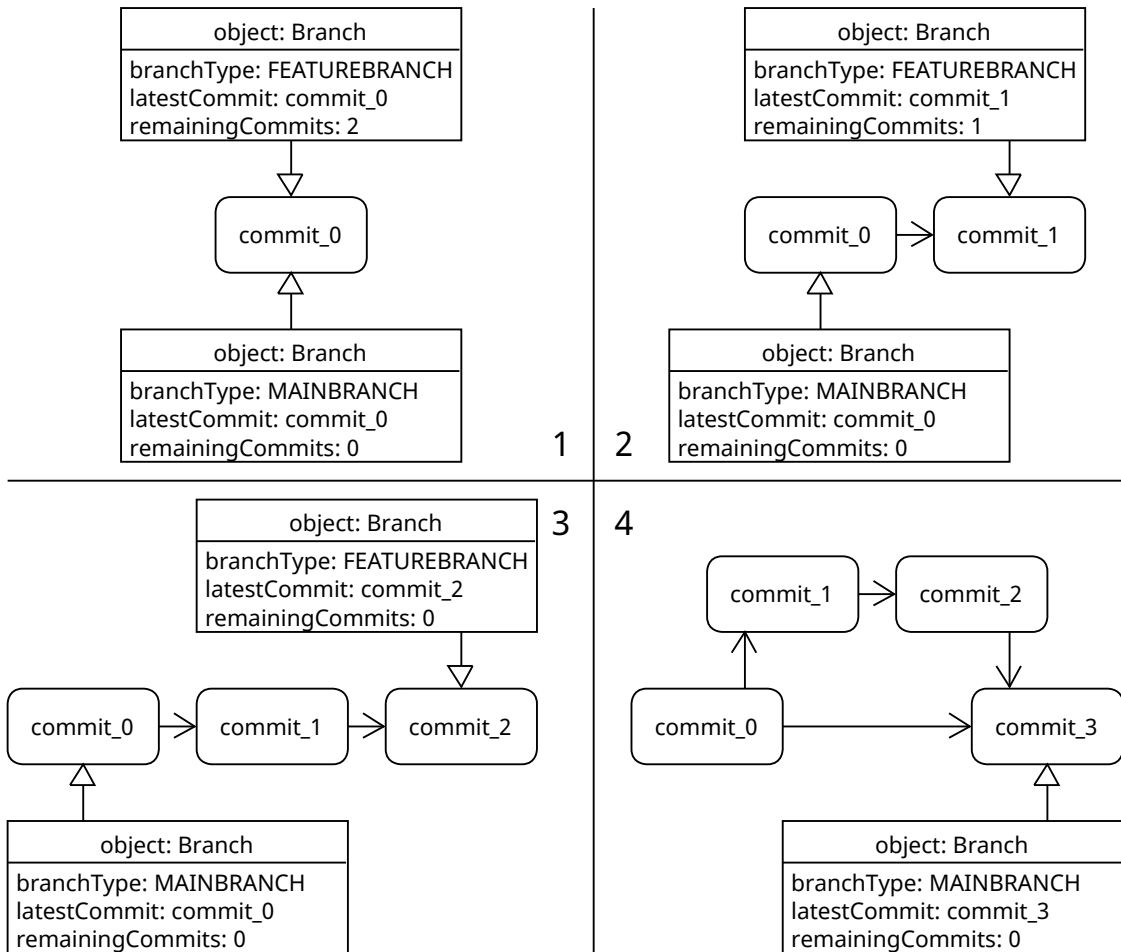 object: Branch
branchType: FEATUREBRANCH
latestCommit: commit_0
remainingCommits: 2
commit_0
object: Branch
branchType: MAINBRANCH
latestCommit: commit_0
remainingCommits: 0
1
object: Branch
branchType: FEATUREBRANCH
latestCommit: commit_1
remainingCommits: 1
commit_0
commit_1
object: Branch
branchType: MAINBRANCH
latestCommit: commit_0
remainingCommits: 0
2
3
object: Branch
branchType: FEATUREBRANCH
latestCommit: commit_2
remainingCommits: 0
commit_0
commit_1
commit_2
object: Branch
branchType: MAINBRANCH
latestCommit: commit_0
remainingCommits: 0
4
commit_1
commit_2
commit_0
commit_3
object: Branch
branchType: MAINBRANCH
latestCommit: commit_3
remainingCommits: 0